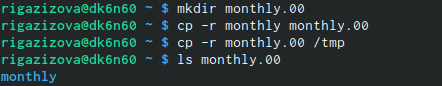 rigazizova@dk6n60 ~ $ mkdir monthly.00
rigazizova@dk6n60 ~ $ cp -r monthly monthly.00
rigazizova@dk6n60 ~ $ cp -r monthly.00 /tmp
rigazizova@dk6n60 ~ $ ls monthly.00
monthly